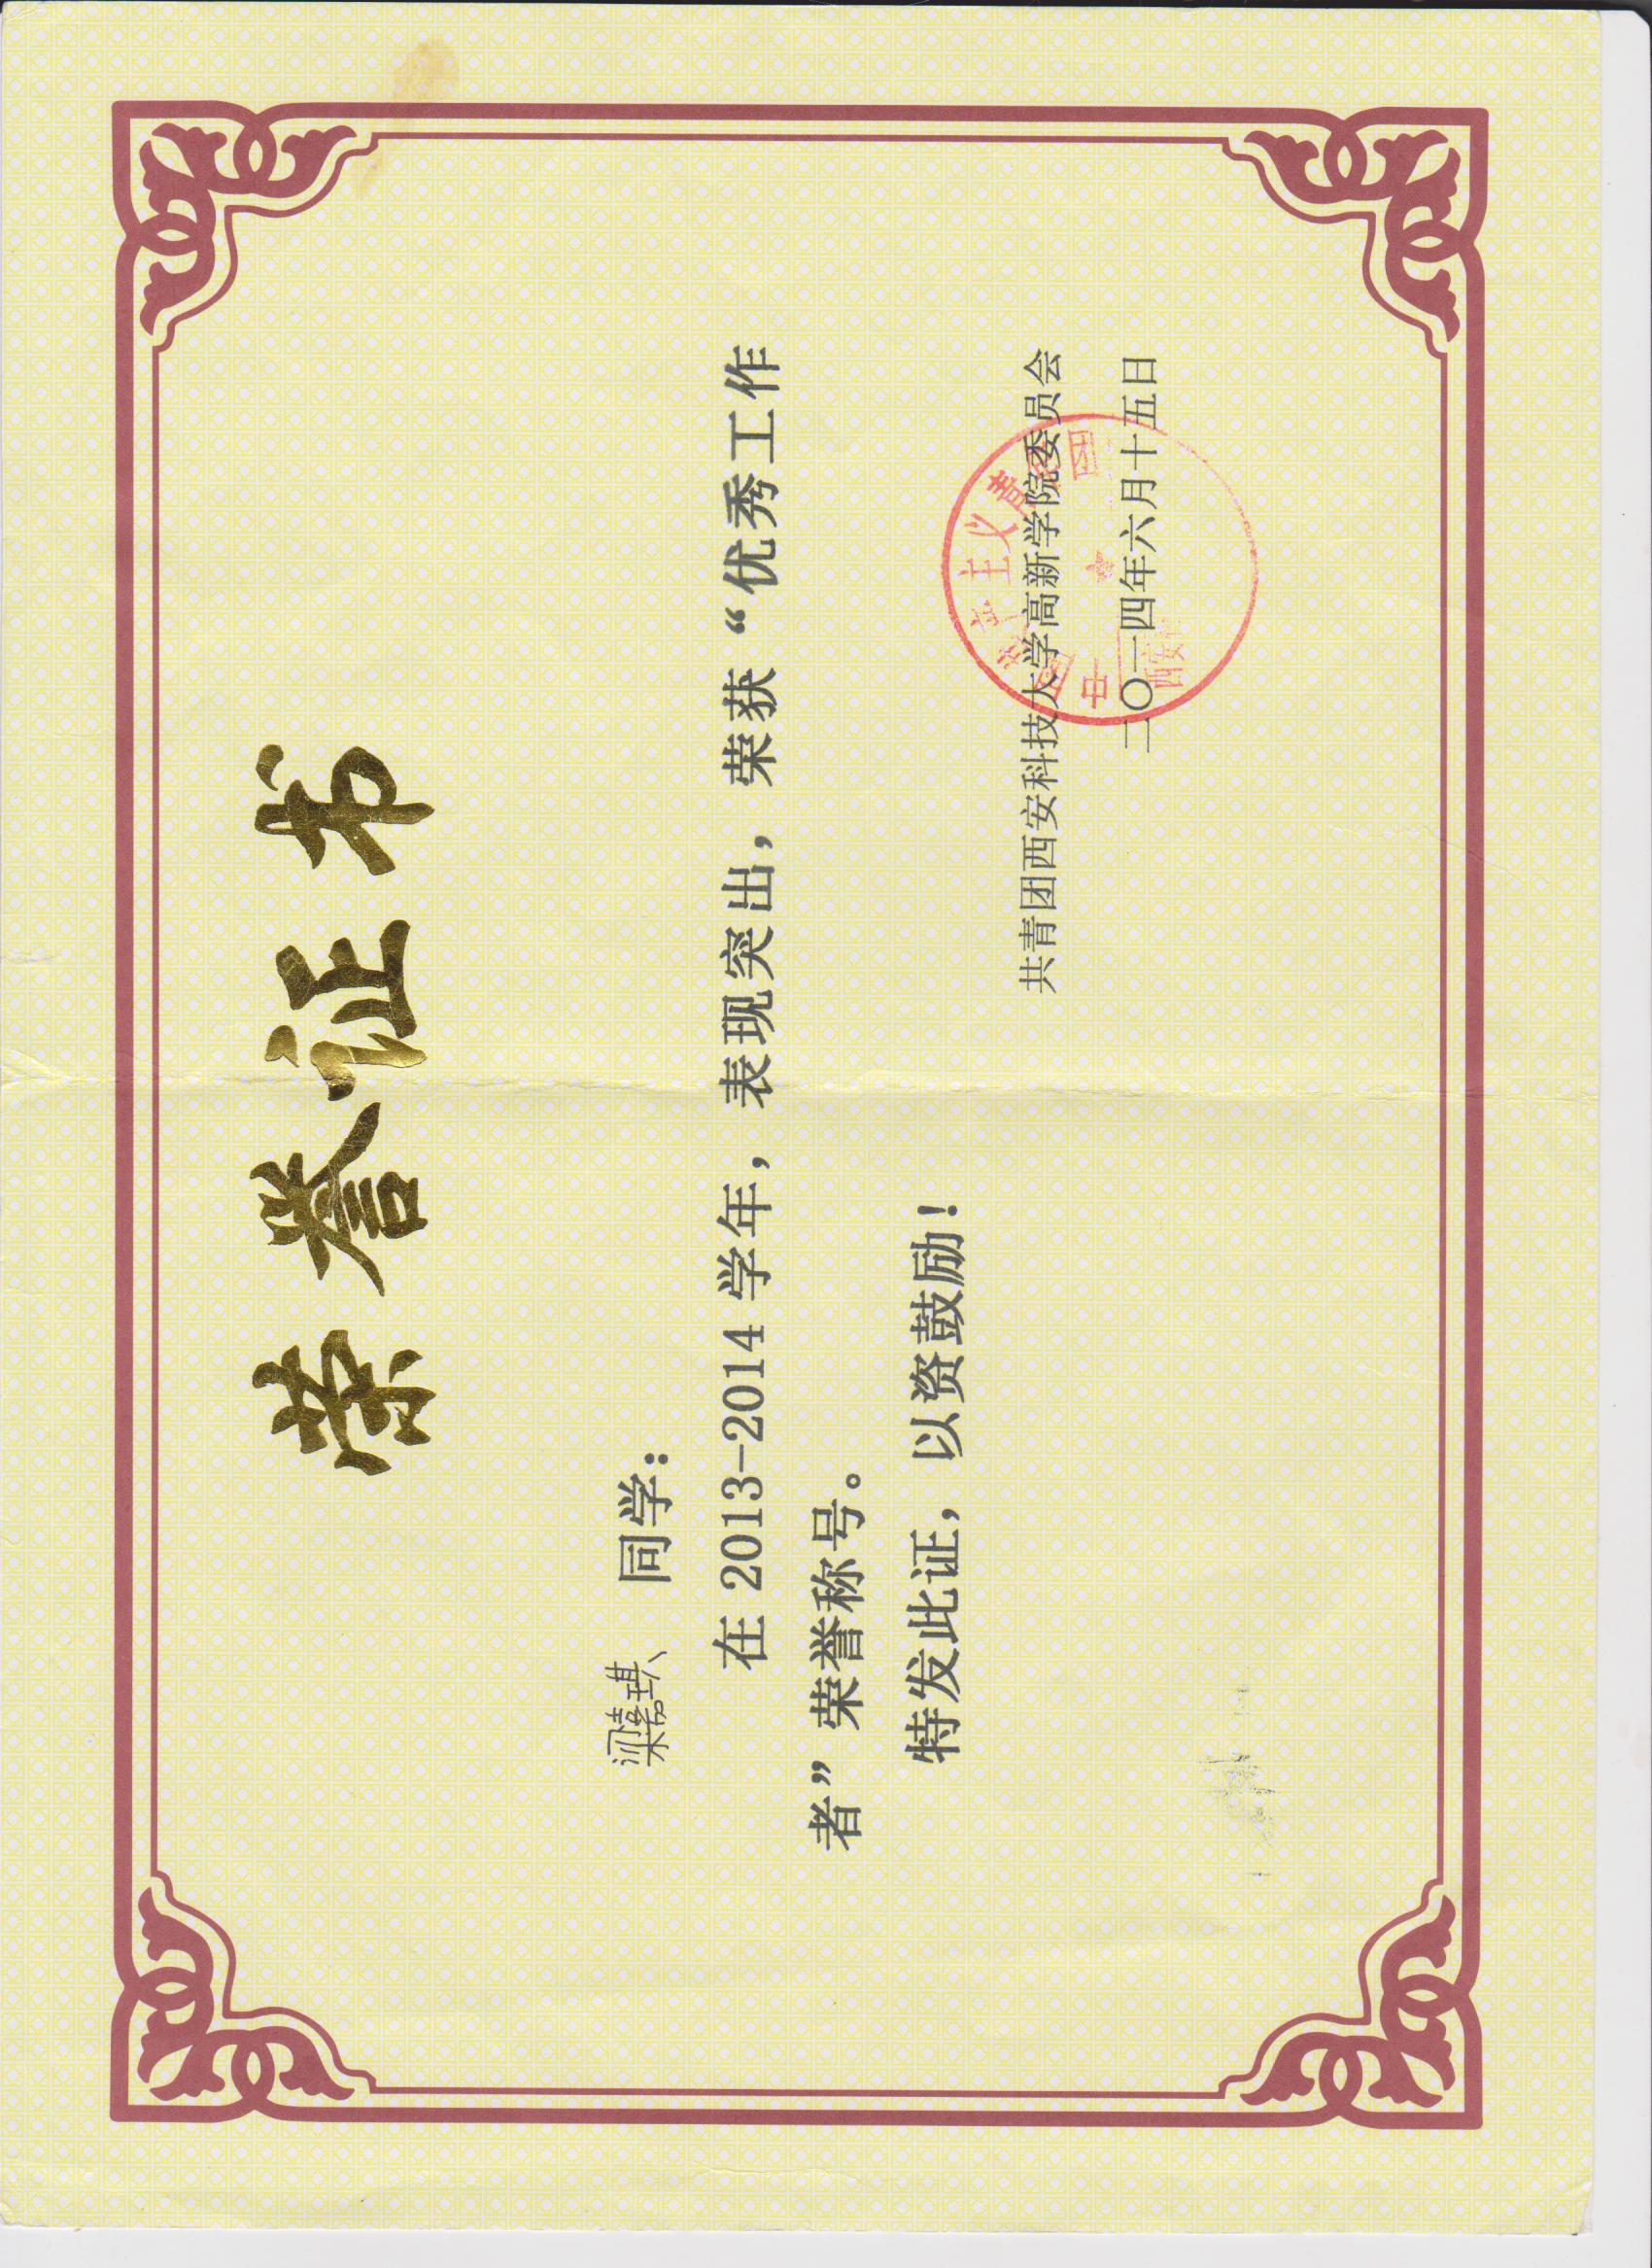 荣誉证书
梁嘉琪 同学：
在 2013-2014 学年，表现突出，荣获“优秀工作
者”荣誉称号。
特发此证，以资鼓励！
共青团西安科技大学高新学院委员会
二〇一四年六月十五日
中国共产主义青年团
西安